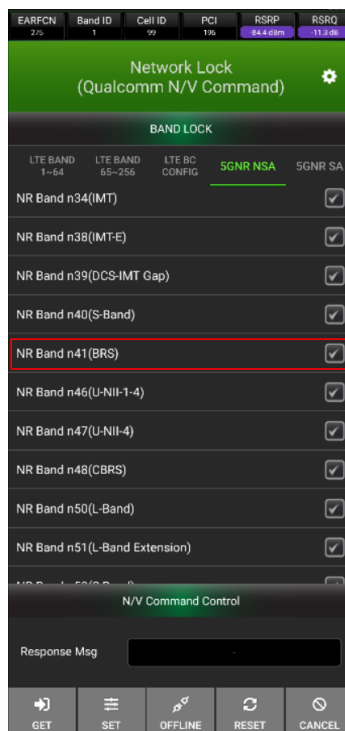 EARFCN Band ID Cell ID PCI RSRP RSRQ
275 1 99 196 -84.4 dBm -11.3 dB
Network Lock
(Qualcomm N/V Command)
BAND LOCK
LTE BAND 1~64 LTE BAND 65~256 LTE BC CONFIG 5GNR NSA 5GNR SA
NR Band n34(IMT)
NR Band n38(IMT-E)
NR Band n39(DCS-IMT Gap)
NR Band n40(S-Band)
NR Band n41(BRS)
NR Band n46(U-NII-1-4)
NR Band n47(U-NII-4)
NR Band n48(CBRS)
NR Band n50(L-Band)
NR Band n51(L-Band Extension)
N/V Command Control
Response Msg -
GET SET OFFLINE RESET CANCEL